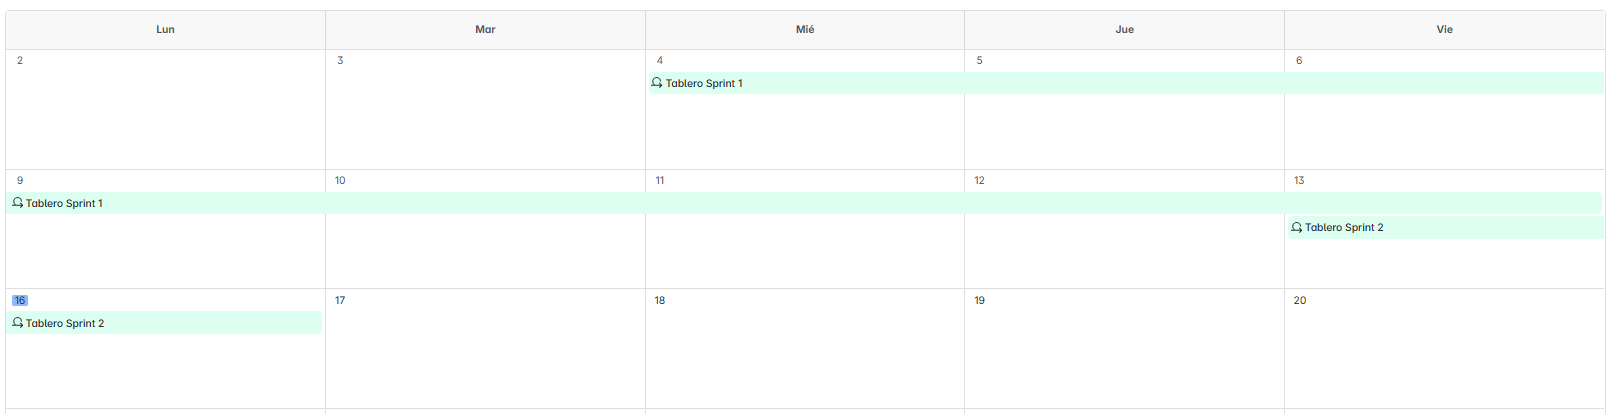 Lun Mar Mié Jue Vie
2 3 4 5 6
Tablero Sprint 1
9 10 11 12 13
Tablero Sprint 1
Tablero Sprint 2
16 17 18 19 20
Tablero Sprint 2